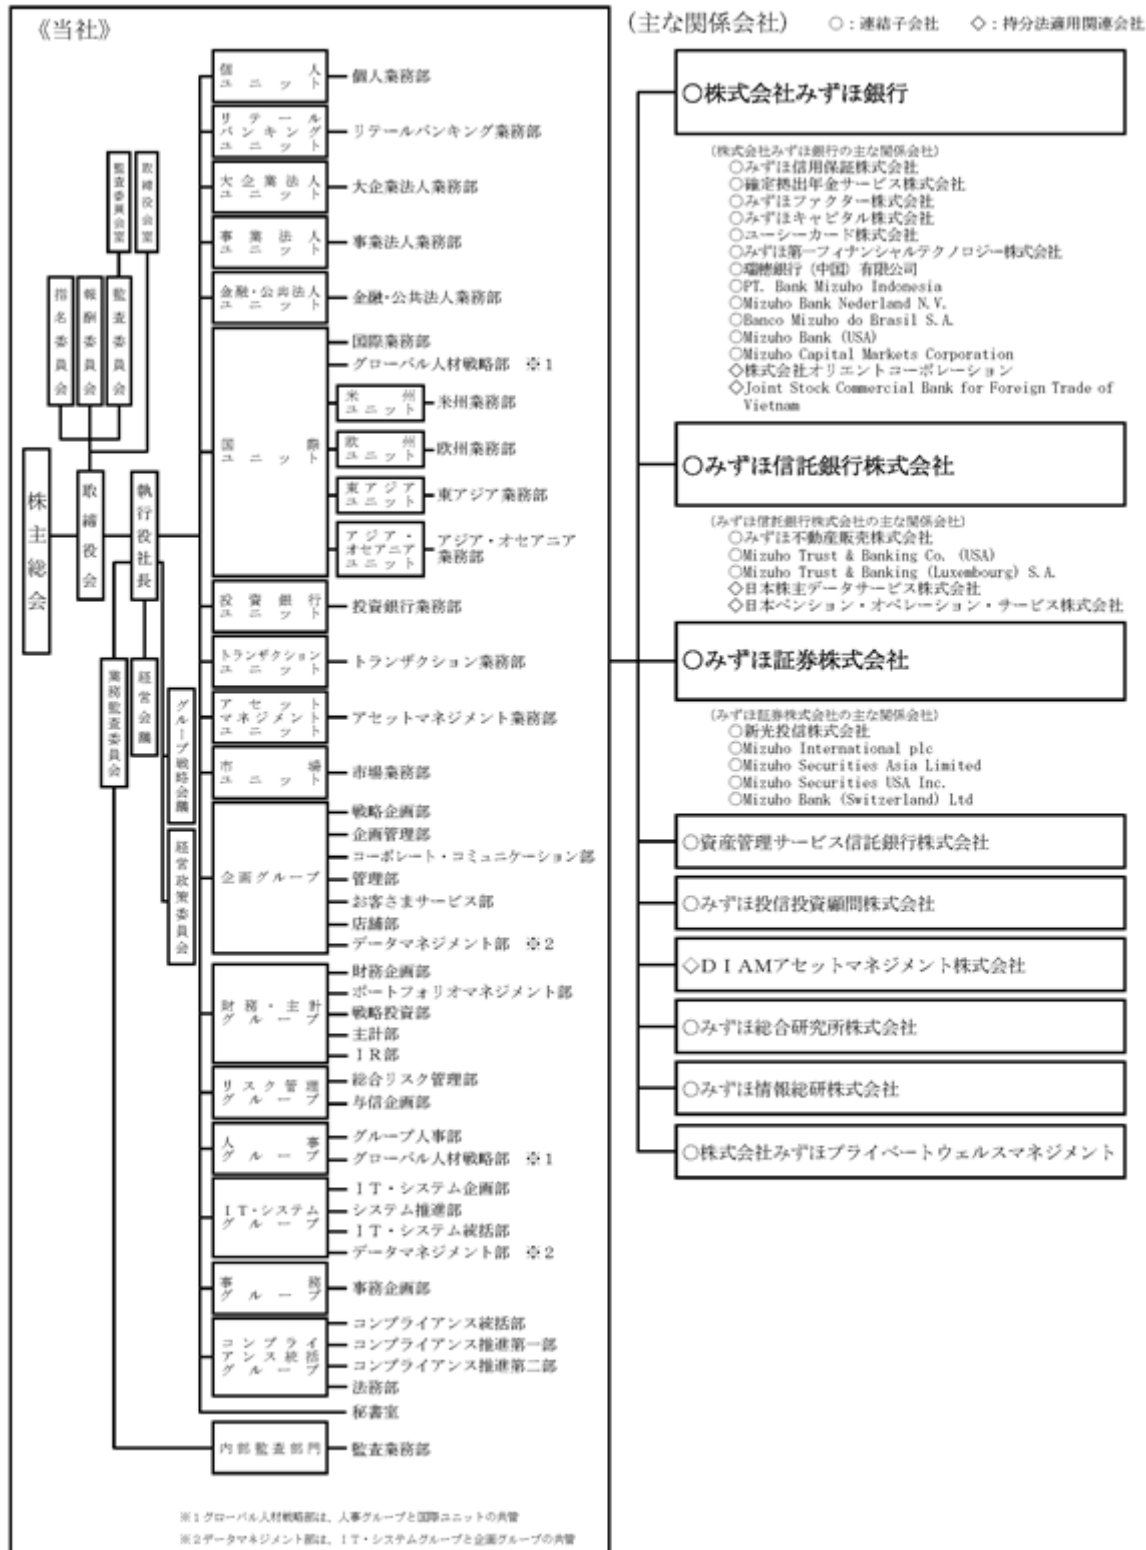 《当社》
株主総会
取締役会
指名委員会
報酬委員会
監査委員会
監査委員会室
取締役会室
執行役社長
業務監査委員会
経営会議
グループ戦略会議
経営政策委員会
個人
ユニット
個人業務部
リテール
バンキング
ユニット
リテールバンキング業務部
大企業法人
ユニット
大企業法人業務部
事業法人
ユニット
事業法人業務部
金融・公共法人
ユニット
金融・公共法人業務部
国際
ユニット
国際業務部
グローバル人材戦略部 ※1
米州
ユニット
米州業務部
欧州
ユニット
欧州業務部
東アジア
ユニット
東アジア業務部
アジア・
オセアニア
ユニット
アジア・オセアニア
業務部
投資銀行
ユニット
投資銀行業務部
トランザクション
ユニット
トランザクション業務部
アセット
マネジメント
ユニット
アセットマネジメント業務部
市場
ユニット
市場業務部
企画グループ
戦略企画部
企画管理部
コーポレート・コミュニケーション部
管理部
お客さまサービス部
店舗部
データマネジメント部 ※2
財務・主計
グループ
財務企画部
ポートフォリオマネジメント部
戦略投資部
主計部
IR部
リスク管理
グループ
総合リスク管理部
与信企画部
人事
グループ
グループ人事部
グローバル人材戦略部 ※1
IT・システム
グループ
IT・システム企画部
システム推進部
IT・システム統括部
データマネジメント部 ※2
事務
グループ
事務企画部
コンプライ
アンス統括
グループ
コンプライアンス統括部
コンプライアンス推進第一部
コンプライアンス推進第二部
法務部
秘書室
内部監査部門
監査業務部
※1グローバル人材戦略部は、人事グループと国際ユニットの共管
※2データマネジメント部は、IT・システムグループと企画グループの共管
(主な関係会社) ○:連結子会社 ◇:持分法適用関連会社
○株式会社みずほ銀行
(株式会社みずほ銀行の主な関係会社)
○みずほ信用保証株式会社
○確定拠出年金サービス株式会社
○みずほファクター株式会社
○みずほキャピタル株式会社
○ユーシーカード株式会社
○みずほ第一フィナンシャルテクノロジー株式会社
○瑞穂銀行(中国)有限公司
○PT. Bank Mizuho Indonesia
○Mizuho Bank Nederland N.V.
○Banco Mizuho do Brasil S.A.
○Mizuho Bank (USA)
○Mizuho Capital Markets Corporation
◇株式会社オリエントコーポレーション
◇Joint Stock Commercial Bank for Foreign Trade of
Vietnam
○みずほ信託銀行株式会社
(みずほ信託銀行株式会社の主な関係会社)
○みずほ不動産販売株式会社
○Mizuho Trust & Banking Co. (USA)
○Mizuho Trust & Banking (Luxembourg) S.A.
◇日本株主データサービス株式会社
◇日本ペンション・オペレーション・サービス株式会社
○みずほ証券株式会社
(みずほ証券株式会社の主な関係会社)
○新光投信株式会社
○Mizuho International plc
○Mizuho Securities Asia Limited
○Mizuho Securities USA Inc.
○Mizuho Bank (Switzerland) Ltd
○資産管理サービス信託銀行株式会社
○みずほ投信投資顧問株式会社
◇DIAMアセットマネジメント株式会社
○みずほ総合研究所株式会社
○みずほ情報総研株式会社
○株式会社みずほプライベートウェルスマネジメント